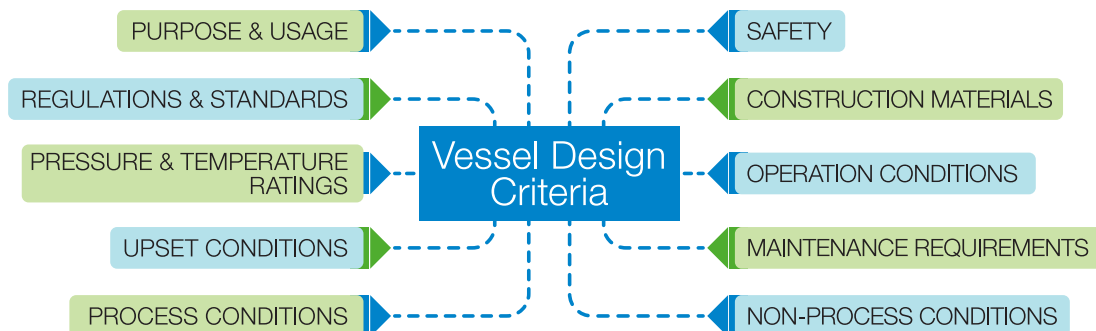 PURPOSE & USAGE
REGULATIONS & STANDARDS
PRESSURE & TEMPERATURE
RATINGS
UPSET CONDITIONS
PROCESS CONDITIONS
Vessel Design
Criteria
SAFETY
CONSTRUCTION MATERIALS
OPERATION CONDITIONS
MAINTENANCE REQUIREMENTS
NON-PROCESS CONDITIONS